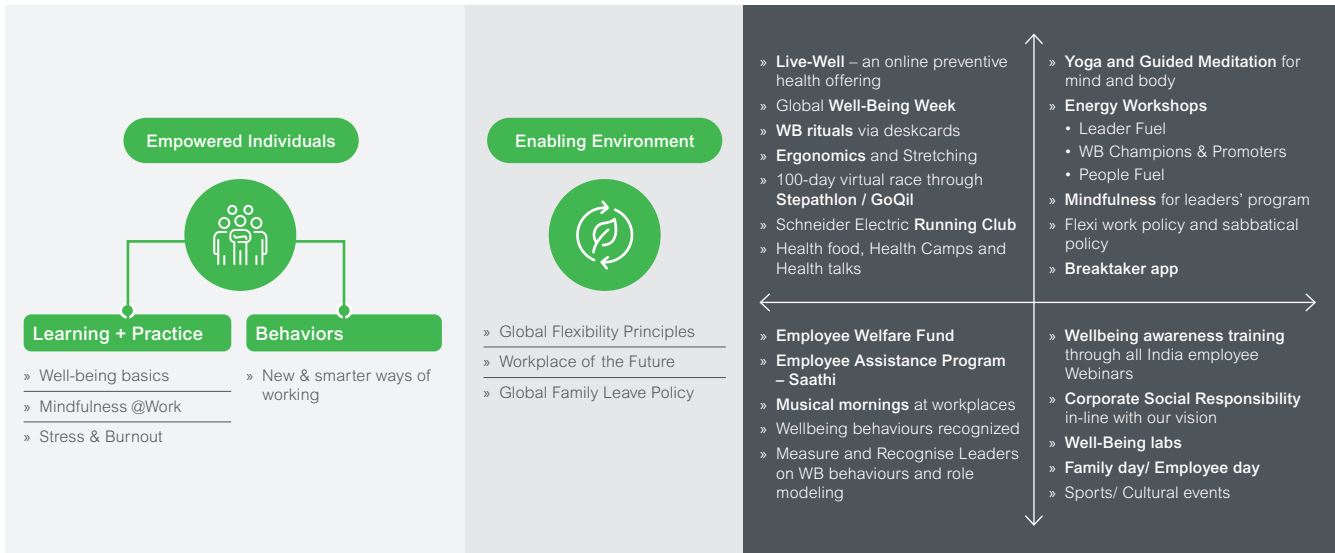 Empowered Individuals
Learning + Practice
» Well-being basics
» Mindfulness @Work
» Stress & Burnout
Behaviors
» New & smarter ways of
working
Enabling Environment
» Global Flexibility Principles
» Workplace of the Future
» Global Family Leave Policy
» Live-Well – an online preventive
health offering
» Global Well-Being Week
» WB rituals via deskcards
» Ergonomics and Stretching
» 100-day virtual race through
Stepathlon / GoQil
» Schneider Electric Running Club
» Health food, Health Camps and
Health talks
» Yoga and Guided Meditation for
mind and body
» Energy Workshops
• Leader Fuel
• WB Champions & Promoters
• People Fuel
» Mindfulness for leaders’ program
» Flexi work policy and sabbatical
policy
» Breaktaker app
» Employee Welfare Fund
» Employee Assistance Program
– Saathi
» Musical mornings at workplaces
» Wellbeing behaviours recognized
» Measure and Recognise Leaders
on WB behaviours and role
modeling
» Wellbeing awareness training
through all India employee
Webinars
» Corporate Social Responsibility
in-line with our vision
» Well-Being labs
» Family day/ Employee day
» Sports/ Cultural events